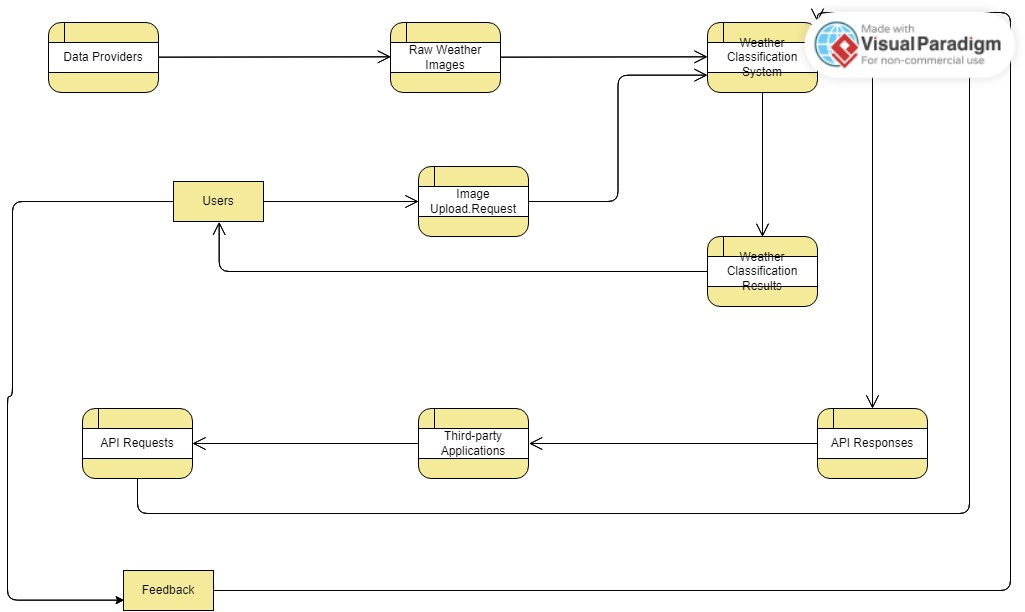 Data Providers
Raw Weather
Images
Weather
Classification
System
Made with
Visual Paradigm
For non-commercial use
Users
Image
Upload.Request
Weather
Classification
Results
API Requests
Third-party
Applications
API Responses
Feedback